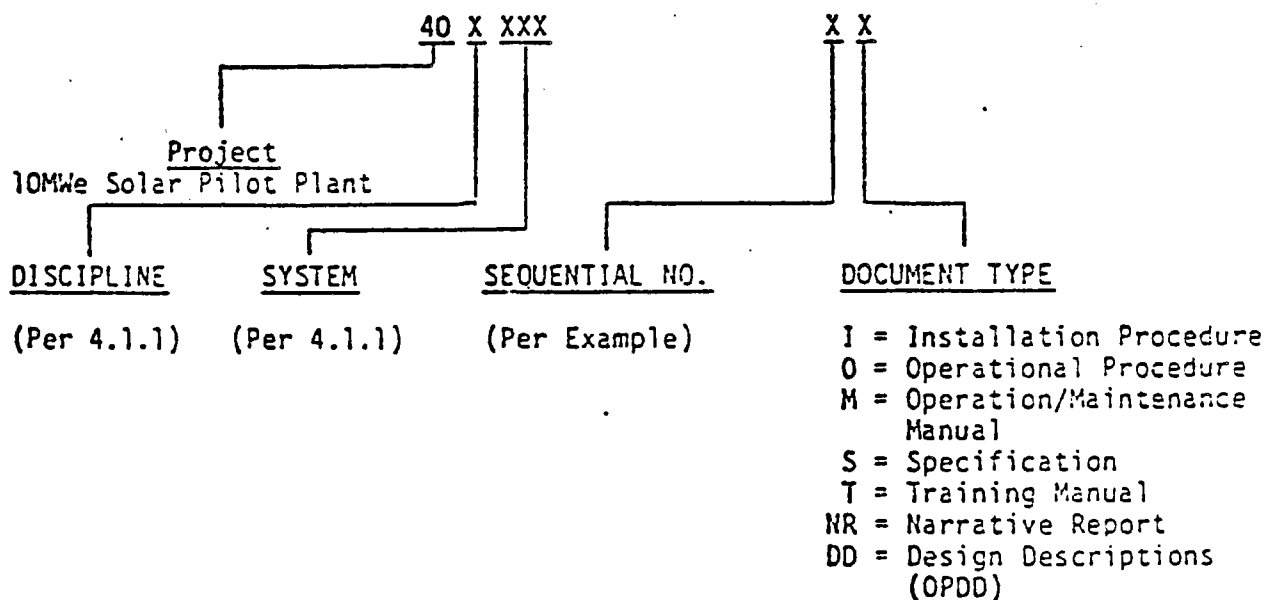 40 X XXX X X
Project
10MWe Solar Pilot Plant
DISCIPLINE SYSTEM SEQUENTIAL NO. DOCUMENT TYPE
(Per 4.1.1) (Per 4.1.1) (Per Example)
I = Installation Procedure
O = Operational Procedure
M = Operation/Maintenance
Manual
S = Specification
T = Training Manual
NR = Narrative Report
DD = Design Descriptions
(OPDD)